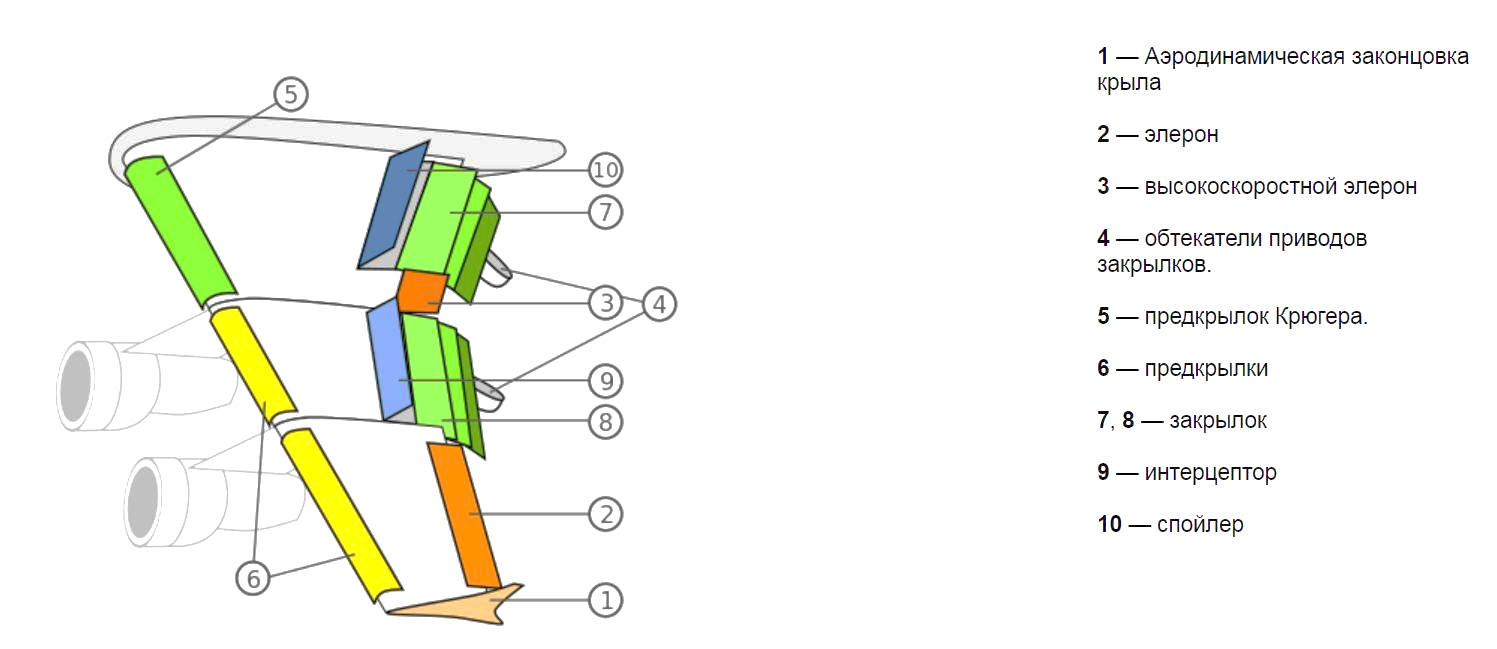 5
10
7
3
4
9
8
2
6
1
1 — Аэродинамическая законцовка
крыла
2 — элерон
3 — высокоскоростной элерон
4 — обтекатели приводов
закрылков.
5 — предкрылок Крюгера.
6 — предкрылки
7, 8 — закрылок
9 — интерцептор
10 — спойлер